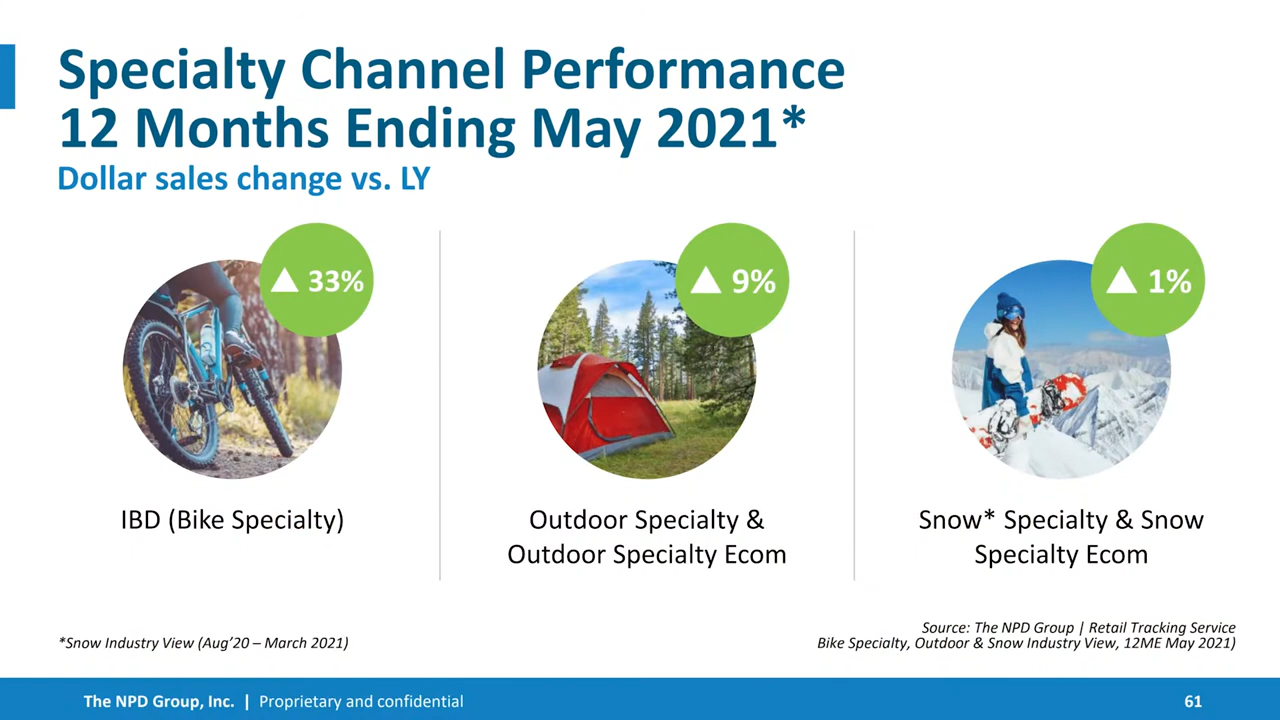 Specialty Channel Performance
12 Months Ending May 2021*
Dollar sales change vs. LY
33%
9%
1%
IBD (Bike Specialty)
Outdoor Specialty &
Outdoor Specialty Ecom
Snow* Specialty & Snow
Specialty Ecom
*Snow Industry View (Aug’20 – March 2021)
Source: The NPD Group | Retail Tracking Service
Bike Specialty, Outdoor & Snow Industry View, 12ME May 2021)
The NPD Group, Inc. | Proprietary and confidential
61